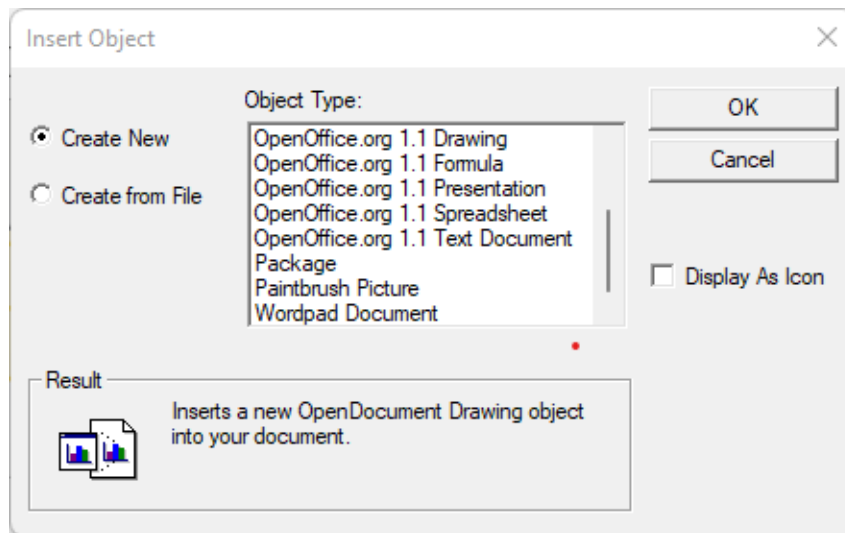 Insert Object
Object Type:
Create New
Create from File
OpenOffice.org 1.1 Drawing
OpenOffice.org 1.1 Formula
OpenOffice.org 1.1 Presentation
OpenOffice.org 1.1 Spreadsheet
OpenOffice.org 1.1 Text Document
Package
Paintbrush Picture
Wordpad Document
OK
Cancel
Display As Icon
Result
Inserts a new OpenDocument Drawing object
into your document.